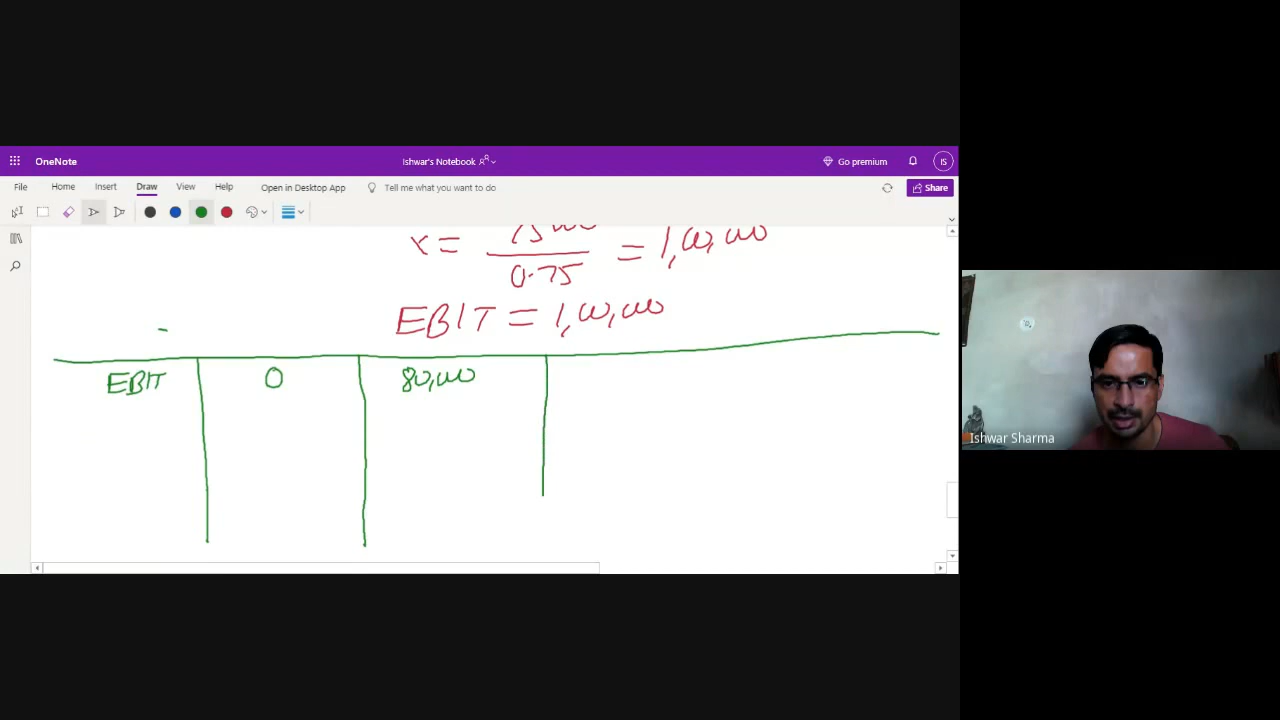 OneNote
Ishwar's Notebook
Go premium
IS
File Home Insert Draw View Help Open in Desktop App Tell me what you want to do
Share
x = / 0.75 = 1,00,000
EBIT = 1,00,000
EBIT 0 80,000
Ishwar Sharma